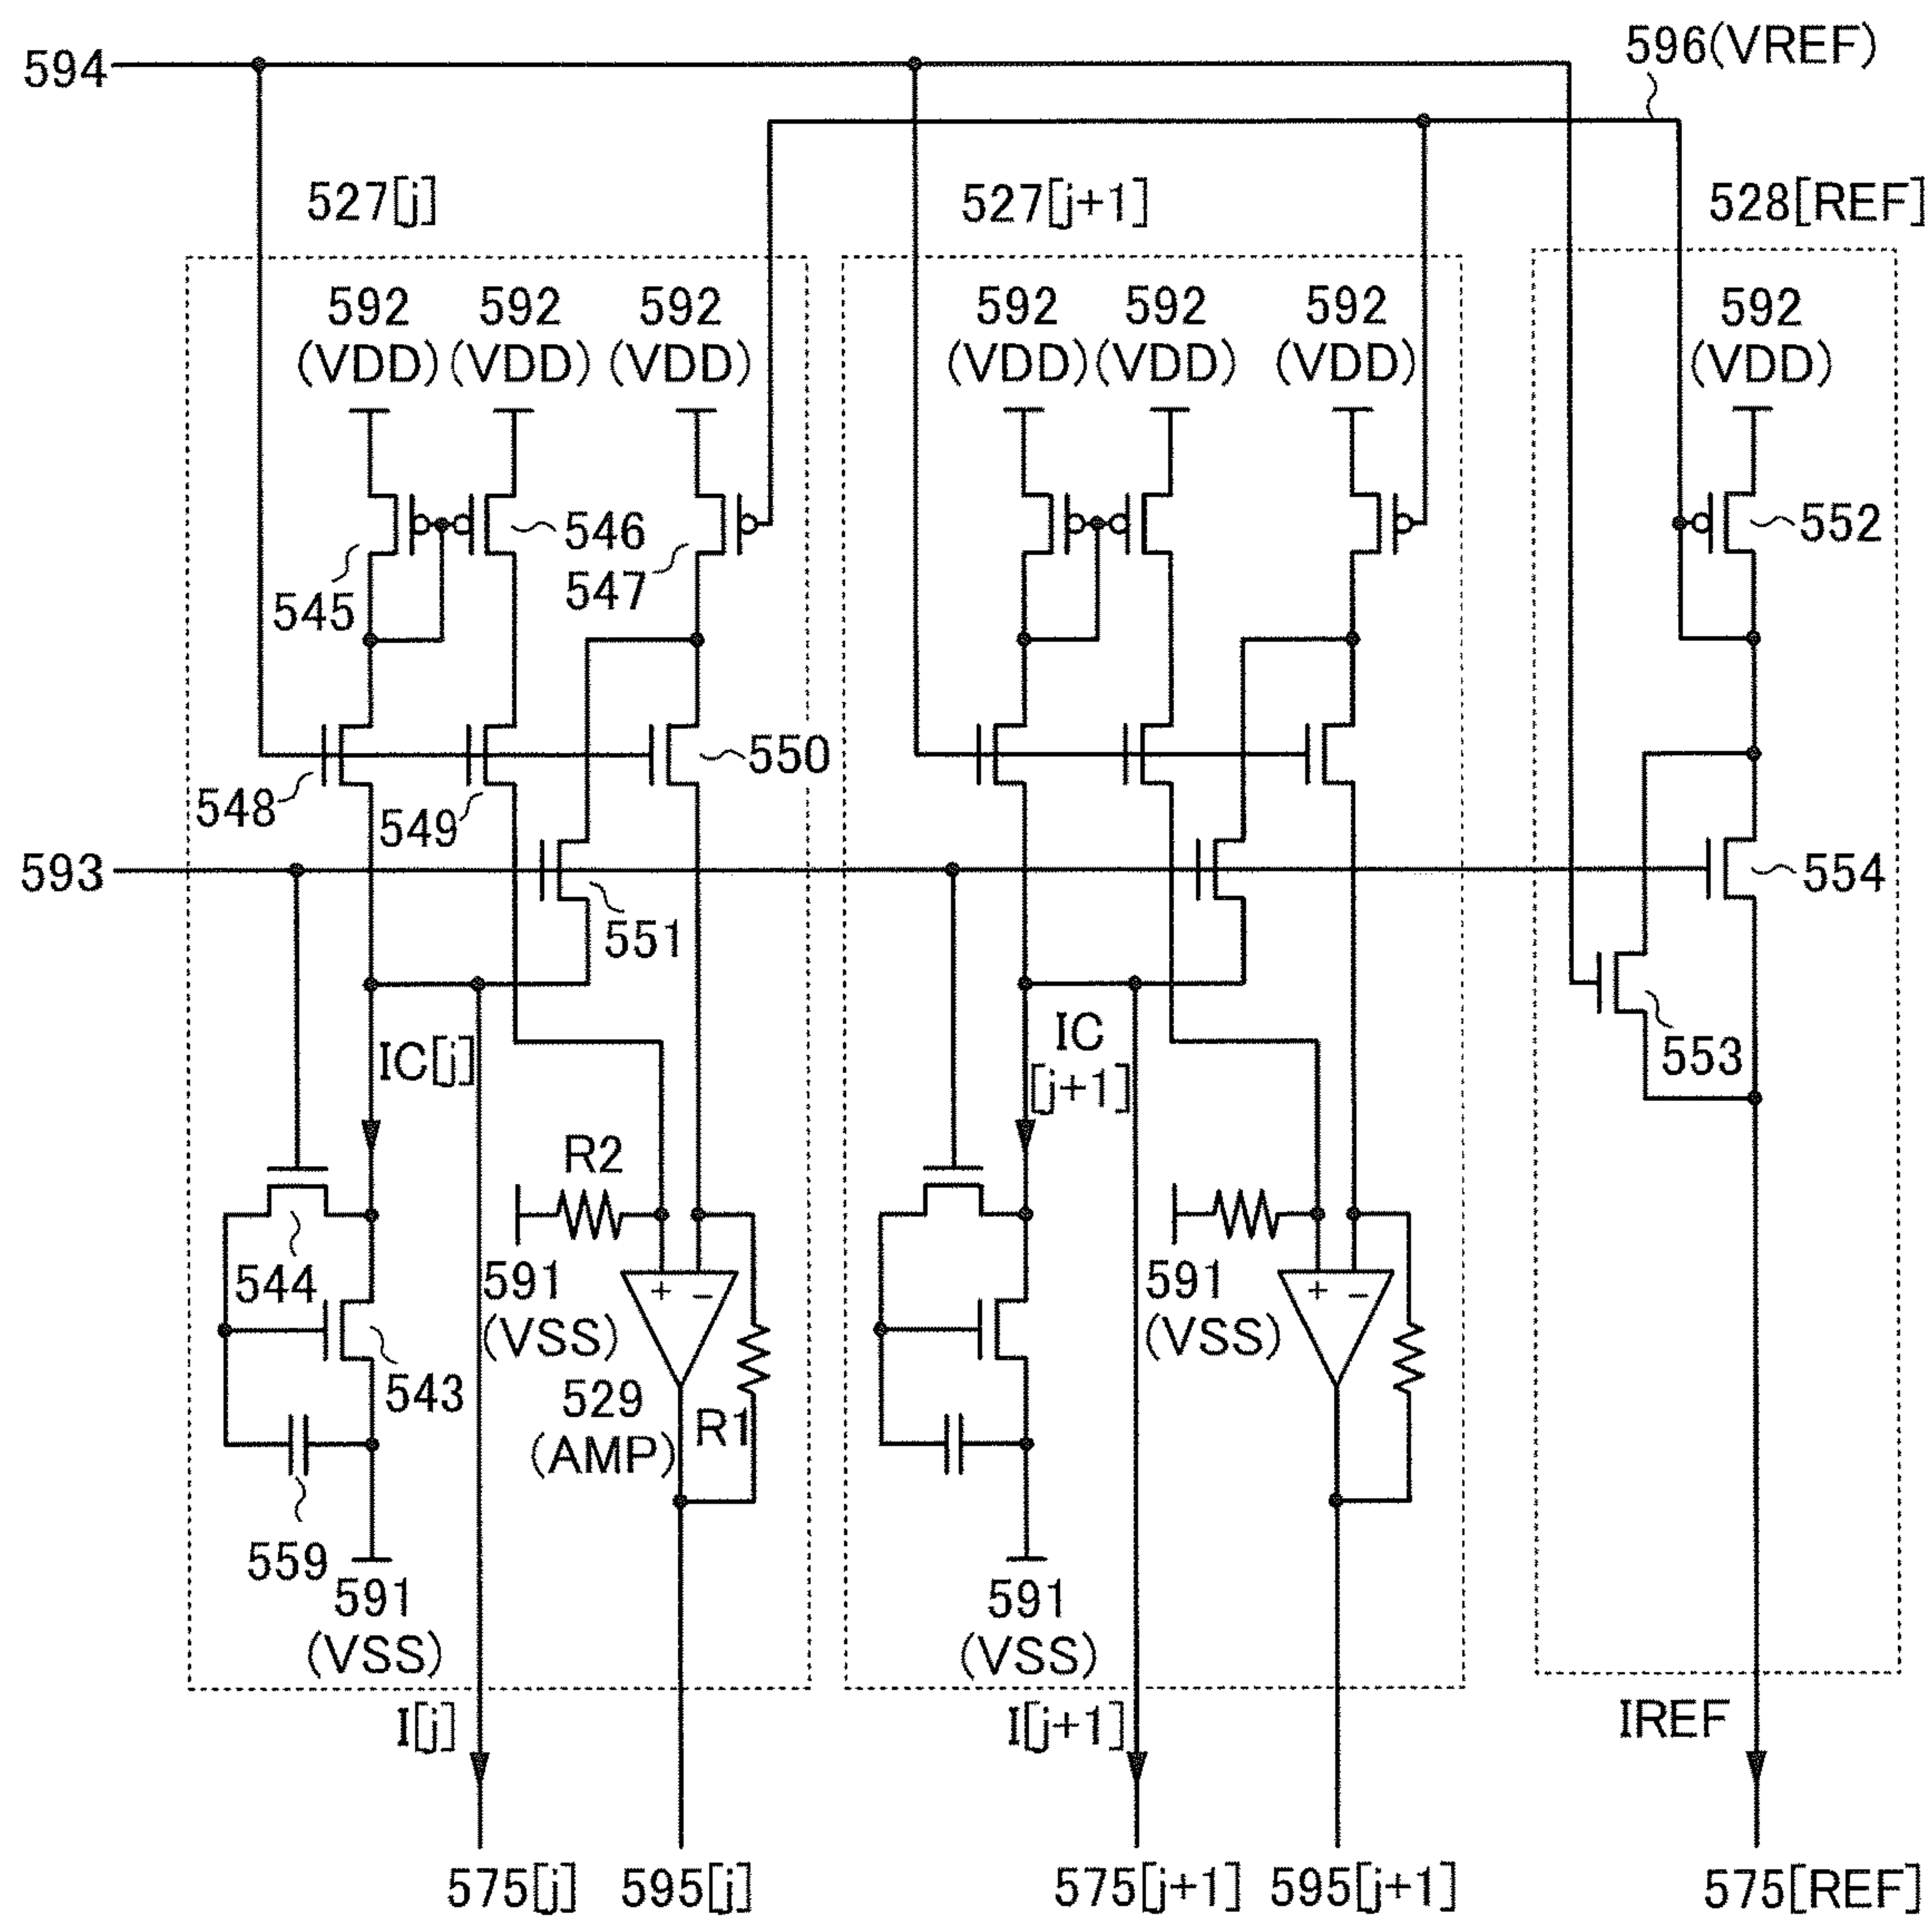 594
596(VREF)
527[j]
527[j+1]
528[REF]
592
(VDD)
592
(VDD)
592
(VDD)
592
(VDD)
592
(VDD)
592
(VDD)
592
(VDD)
545
546
547
552
548
549
550
593
551
554
553
IC[j]
IC
[j+1]
R2
544
591
(VSS)
591
(VSS)
+
−
+
−
543
529
(AMP)
R1
559
591
(VSS)
591
(VSS)
I[j]
I[j+1]
IREF
575[j]
595[j]
575[j+1]
595[j+1]
575[REF]